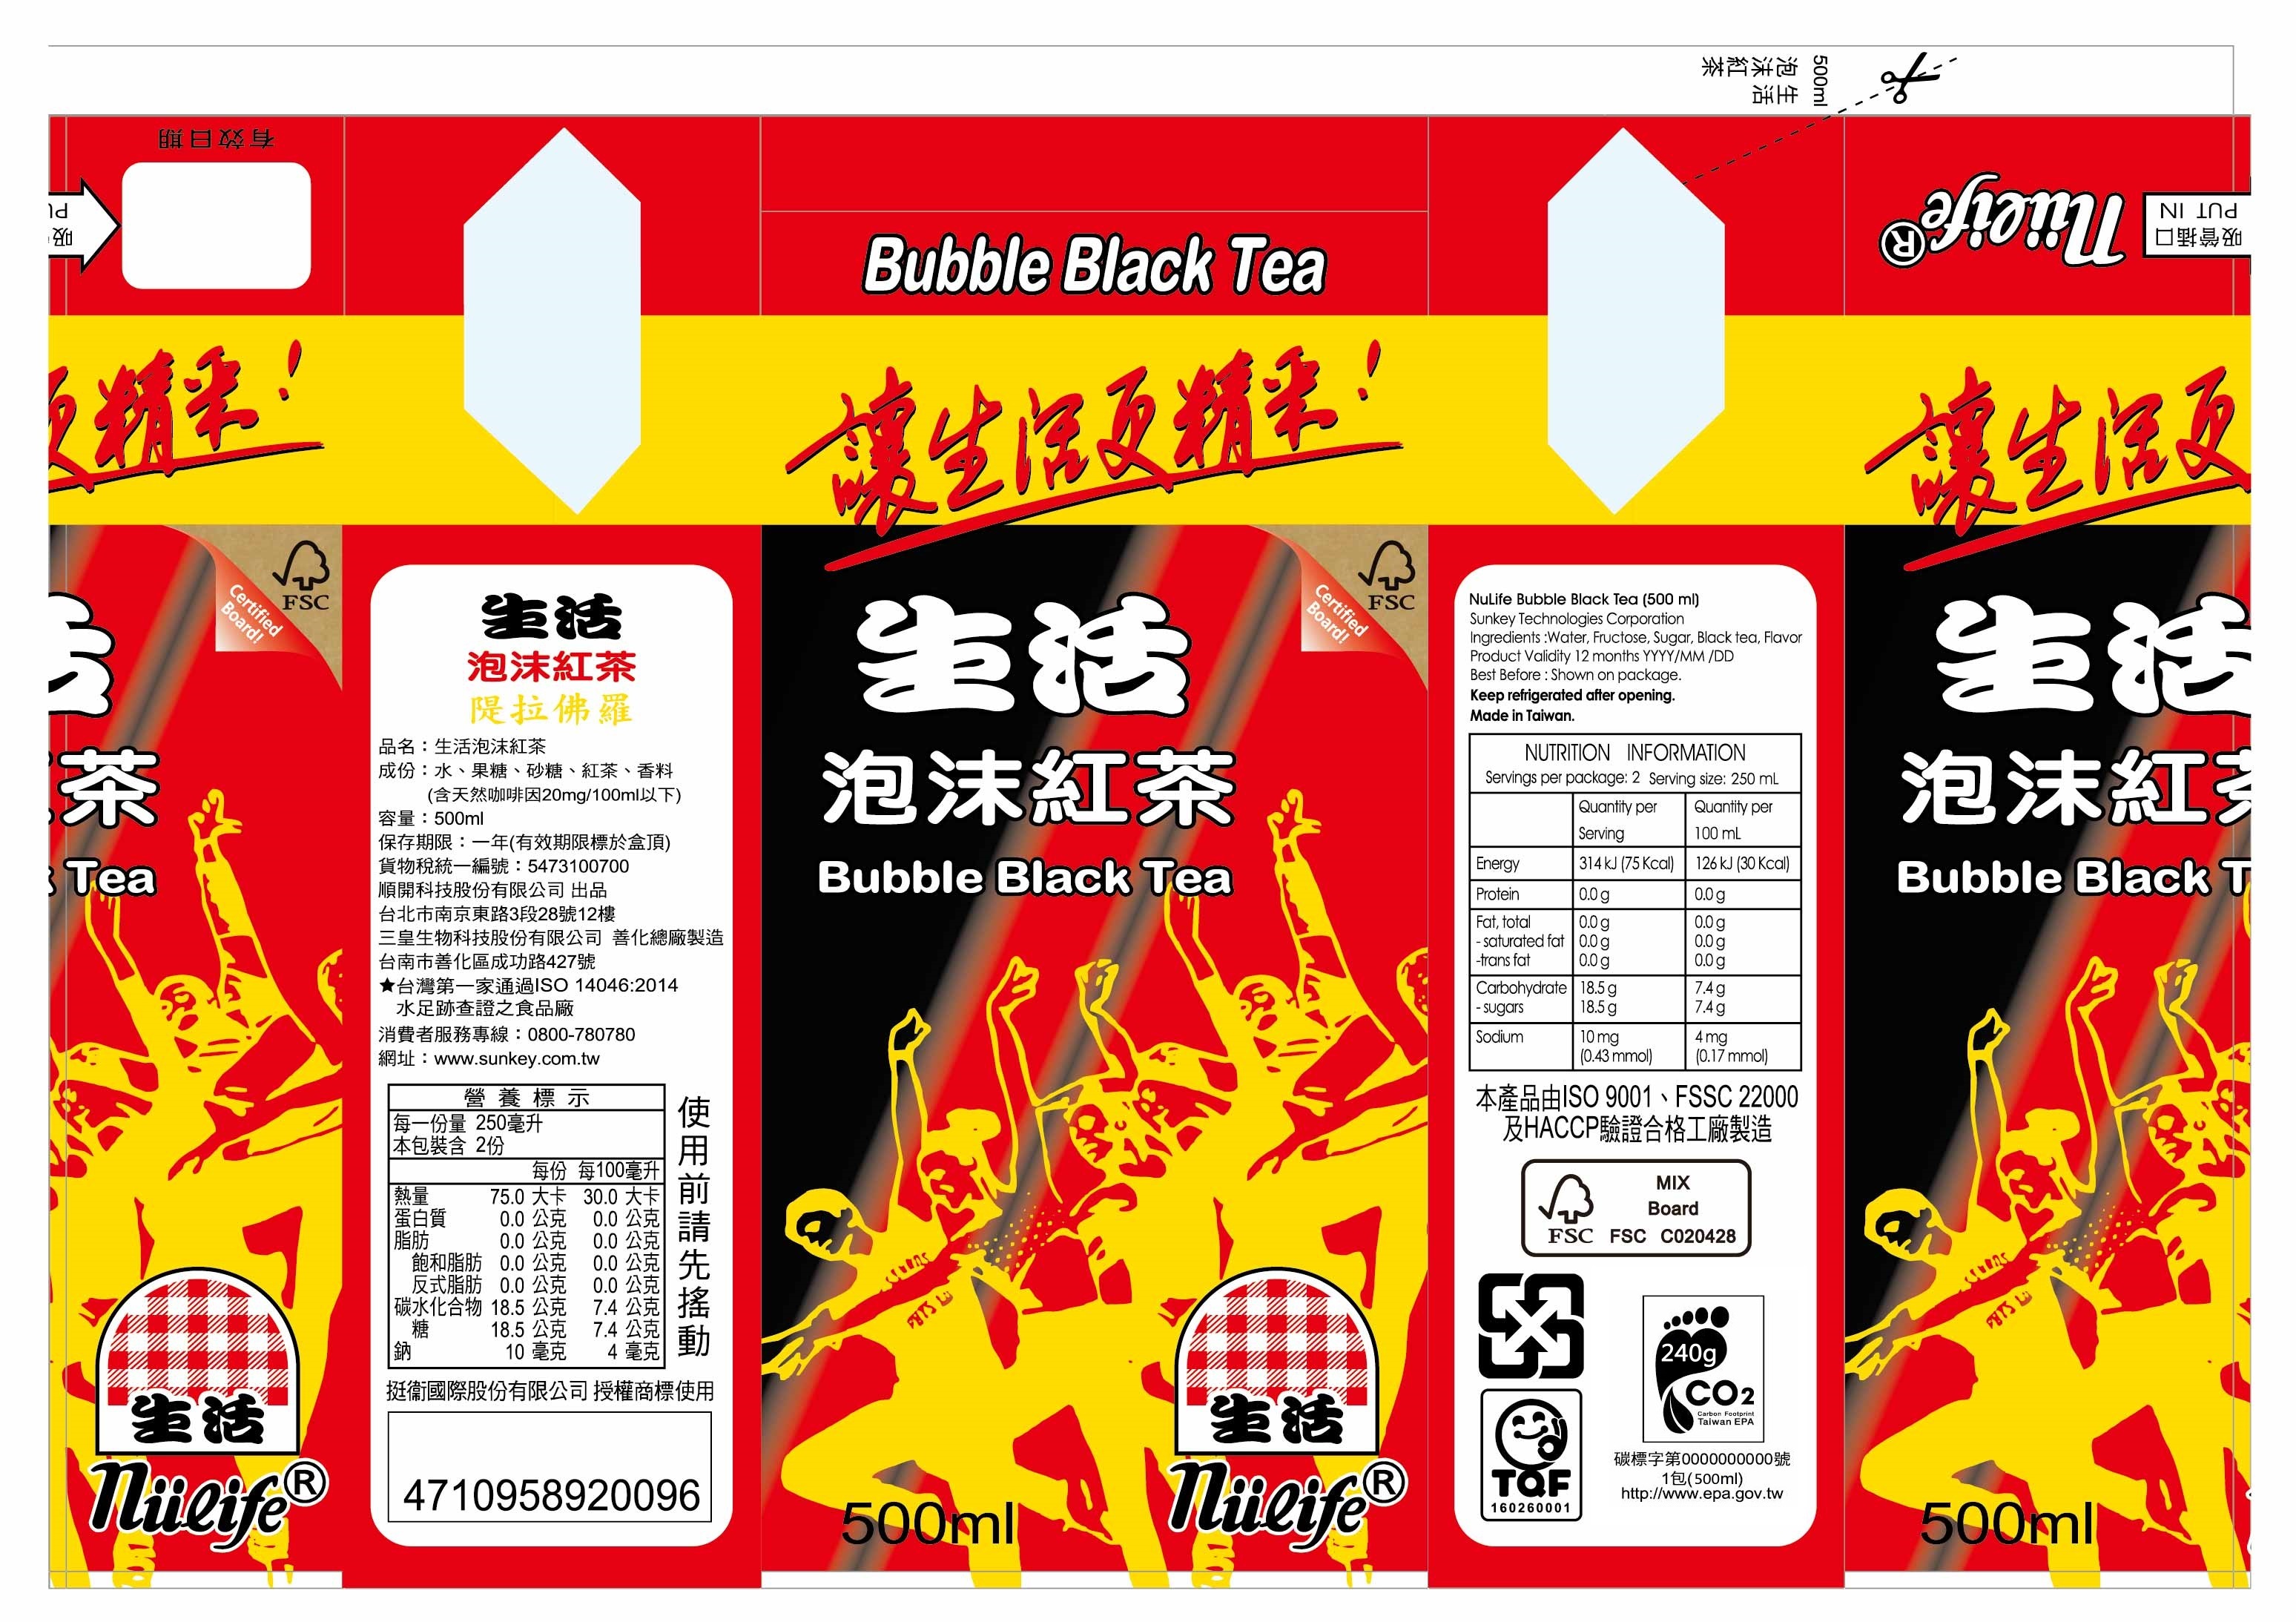 500ml
生活
泡沫紅茶
有效日期
吸管插口
PUT IN
Nülife®
Bubble Black Tea
更精彩!
讓生活更精彩!
讓生活更
FSC
Certified
Board!
活
茶
Tea
生活
Nülife®
生活
泡沫紅茶
隄拉佛羅
品名：生活泡沫紅茶
成份：水、果糖、砂糖、紅茶、香料
(含天然咖啡因20mg/100ml以下)
容量：500ml
保存期限：一年(有效期限標於盒頂)
貨物稅統一編號：5473100700
順開科技股份有限公司 出品
台北市南京東路3段28號12樓
三皇生物科技股份有限公司 善化總廠製造
台南市善化區成功路427號
★台灣第一家通過ISO 14046:2014
水足跡查證之食品廠
消費者服務專線：0800-780780
網址：www.sunkey.com.tw
營養標示
每一份量 250毫升
本包裝含 2份
每份 每100毫升
熱量 75.0 大卡 30.0 大卡
蛋白質 0.0 公克 0.0 公克
脂肪 0.0 公克 0.0 公克
飽和脂肪 0.0 公克 0.0 公克
反式脂肪 0.0 公克 0.0 公克
碳水化合物 18.5 公克 7.4 公克
糖 18.5 公克 7.4 公克
鈉 10 毫克 4 毫克
使用前請先搖動
挺衞國際股份有限公司 授權商標使用
4710958920096
FSC
Certified
Board!
生活
泡沫紅茶
Bubble Black Tea
生活
Nülife®
500ml
NuLife Bubble Black Tea (500 ml)
Sunkey Technologies Corporation
Ingredients :Water, Fructose, Sugar, Black tea, Flavor
Product Validity 12 months YYYY/MM /DD
Best Before : Shown on package.
Keep refrigerated after opening.
Made in Taiwan.
NUTRITION INFORMATION
Servings per package: 2 Serving size: 250 mL
Quantity per Serving Quantity per 100 mL
Energy 314 kJ (75 Kcal) 126 kJ (30 Kcal)
Protein 0.0 g 0.0 g
Fat, total 0.0 g 0.0 g
- saturated fat 0.0 g 0.0 g
-trans fat 0.0 g 0.0 g
Carbohydrate 18.5 g 7.4 g
- sugars 18.5 g 7.4 g
Sodium 10 mg 4 mg
(0.43 mmol) (0.17 mmol)
本產品由ISO 9001、FSSC 22000
及HACCP驗證合格工廠製造
MIX
Board
FSC FSC C020428
240g
CO2
Carbon Footprint
Taiwan EPA
TQF
160260001
碳標字第0000000000號
1包(500ml)
http://www.epa.gov.tw
生活
泡沫紅茶
Bubble Black T
500ml